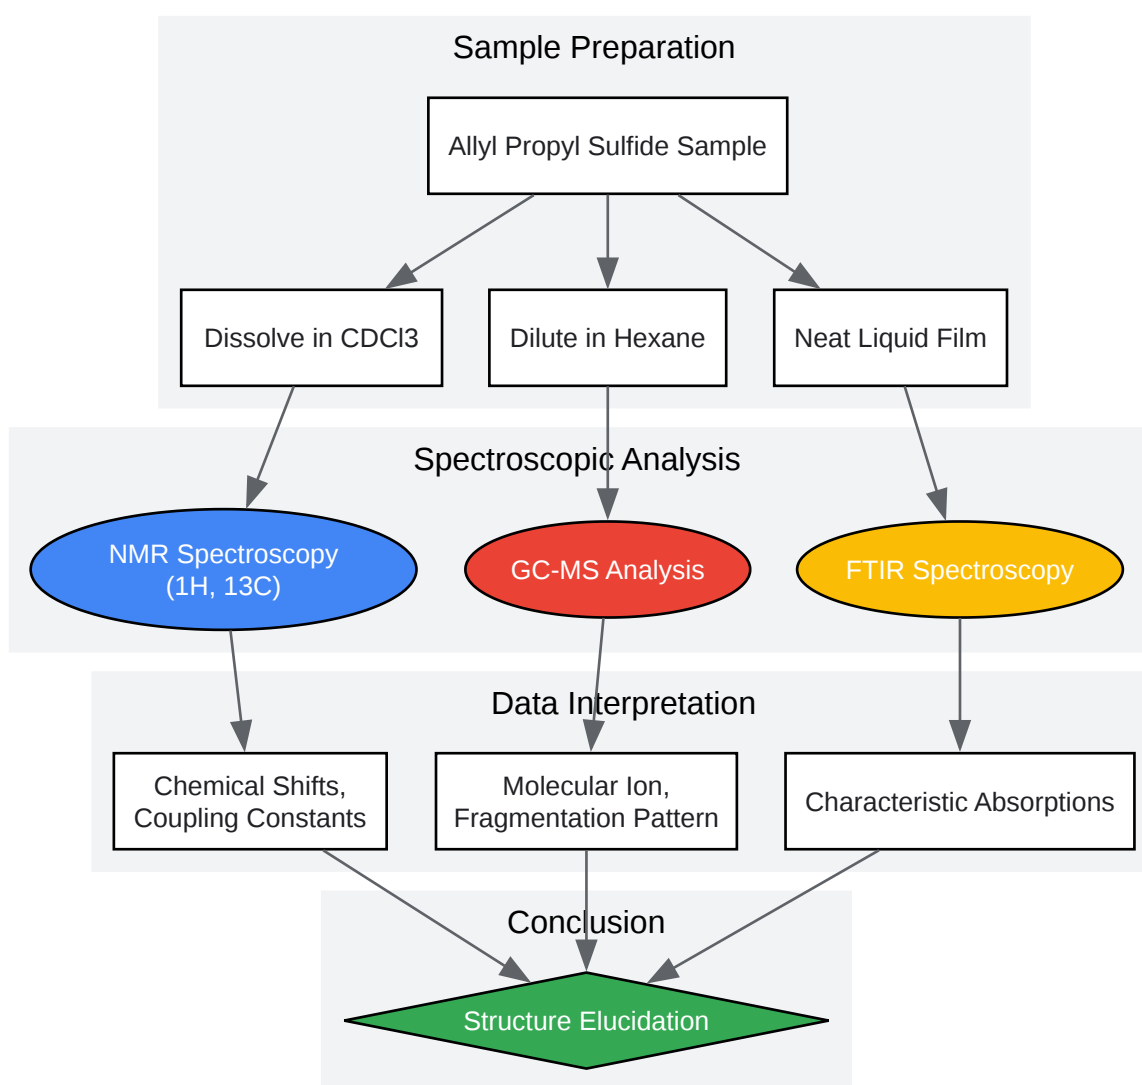 Sample Preparation
Allyl Propyl Sulfide Sample
Dissolve in CDCl3
Dilute in Hexane
Neat Liquid Film
Spectroscopic Analysis
NMR Spectroscopy
(1H, 13C)
GC-MS Analysis
FTIR Spectroscopy
Data Interpretation
Chemical Shifts,
Coupling Constants
Molecular Ion,
Fragmentation Pattern
Characteristic Absorptions
Conclusion
Structure Elucidation